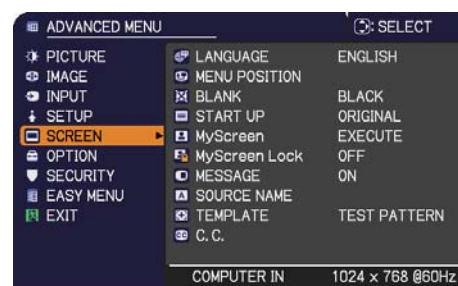 ADVANCED MENU
: SELECT
PICTURE
IMAGE
INPUT
SETUP
SCREEN
OPTION
SECURITY
EASY MENU
EXIT
LANGUAGE ENGLISH
MENU POSITION
BLANK BLACK
START UP ORIGINAL
MyScreen EXECUTE
MyScreen Lock OFF
MESSAGE ON
SOURCE NAME
TEMPLATE TEST PATTERN
C.C.
COMPUTER IN 1024 x 768 @60Hz